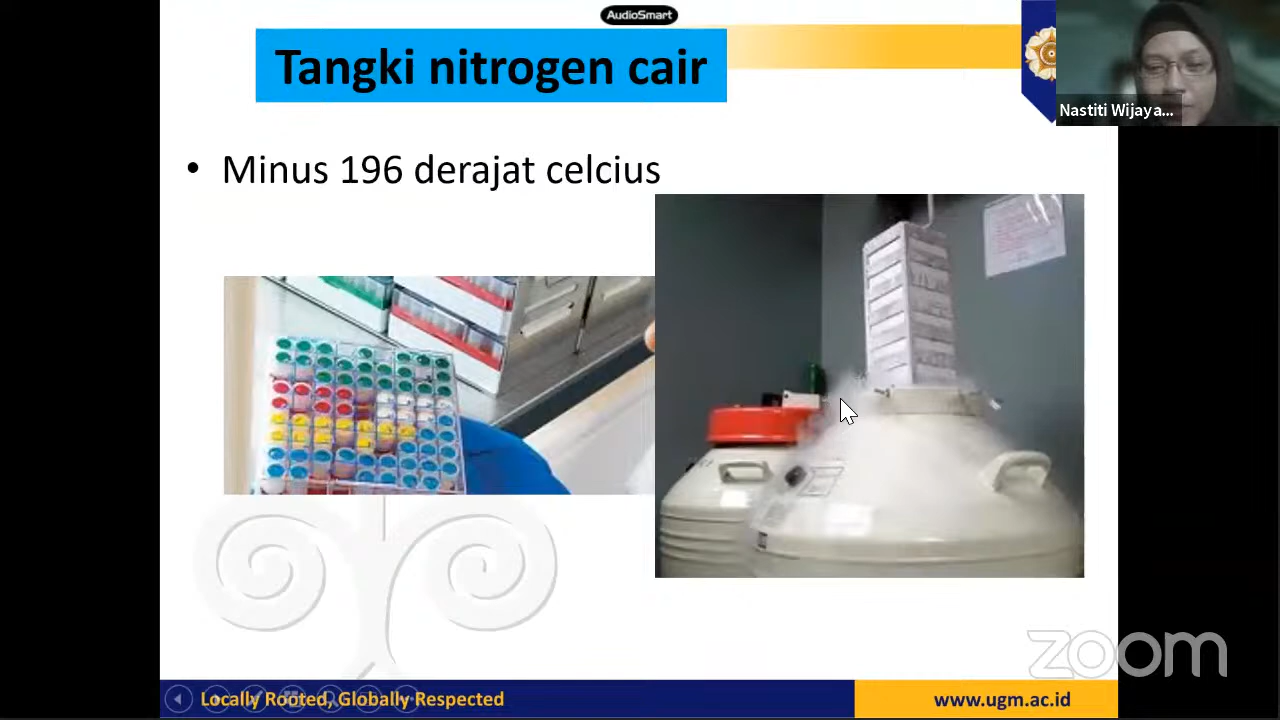 AudioSmart
Tangki nitrogen cair
Nastiti Wijaya...
• Minus 196 derajat celcius
zoom
Locally Rooted, Globally Respected
www.ugm.ac.id